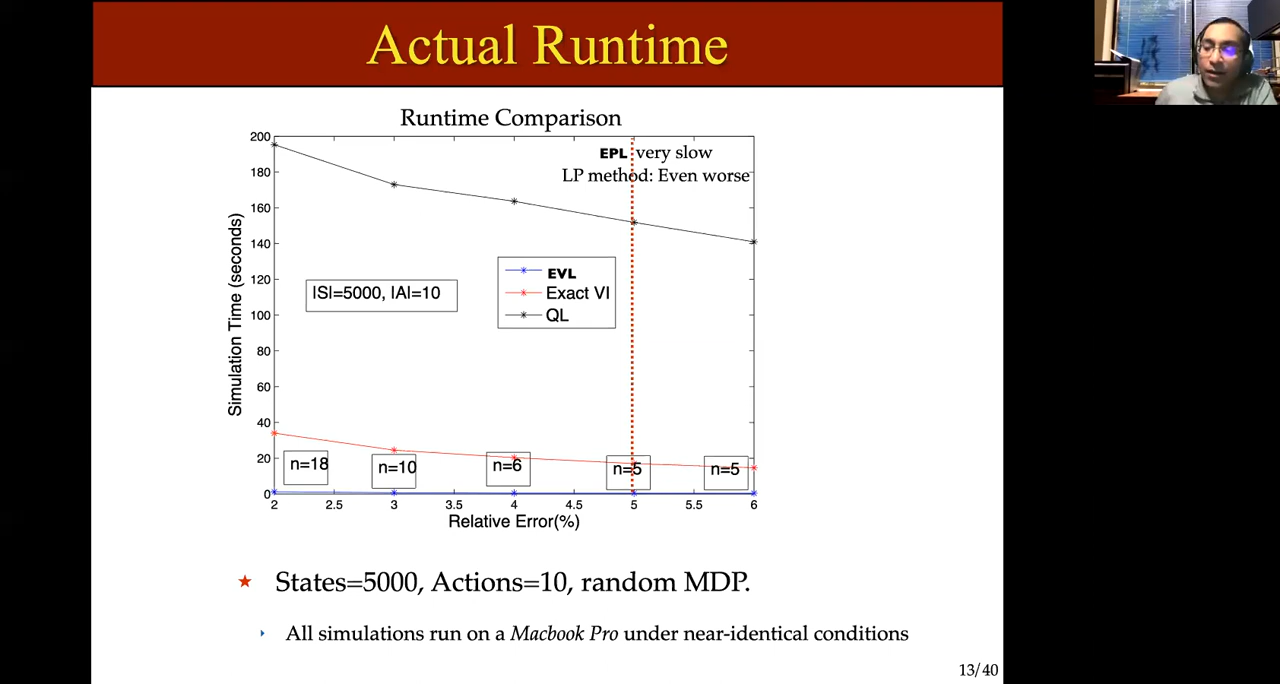 Actual Runtime
Runtime Comparison
EPL very slow
LP method: Even worse
200
180
160
140
120
100
80
60
40
20
0
Simulation Time (seconds)
|S|=5000, |A|=10
EVL
Exact VI
QL
n=18
n=10
n=6
n=5
n=5
2
2.5
3
3.5
4
4.5
5
5.5
6
Relative Error(%)
States=5000, Actions=10, random MDP.
All simulations run on a Macbook Pro under near-identical conditions
13/40